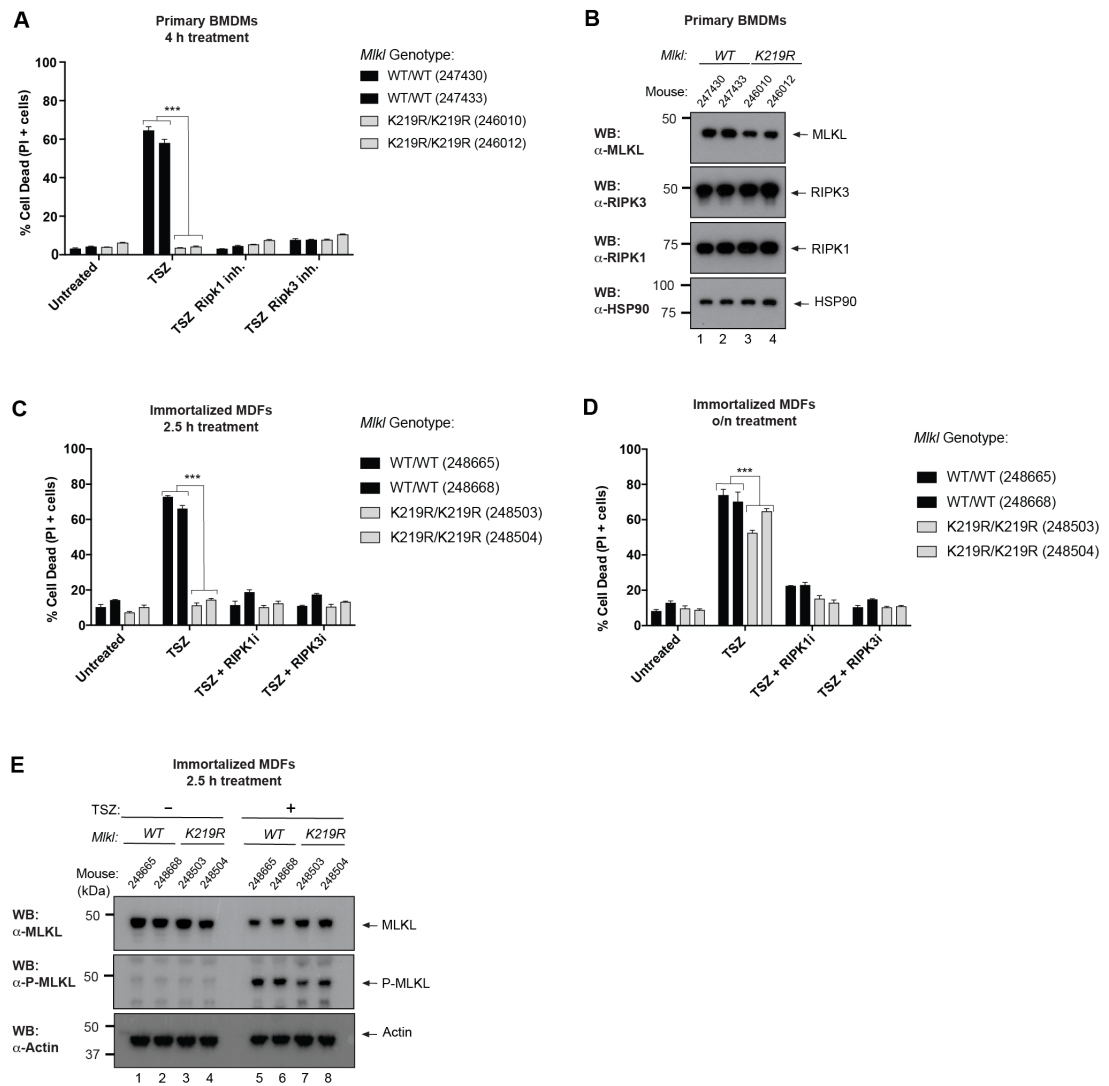 A
Primary BMDMs
4 h treatment
% Cell Dead (PI + cells)
100
80
60
40
20
0
***
Untreated
TSZ
TSZ Ripk1 inh.
TSZ Ripk3 inh.
Mlkl Genotype:
WT/WT (247430)
WT/WT (247433)
K219R/K219R (246010)
K219R/K219R (246012)
B
Primary BMDMs
Mlkl: WT K219R
Mouse: 247430 247433 246010 246012
50
WB:
α-MLKL
MLKL
WB:
α-RIPK3
50
RIPK3
WB:
α-RIPK1
75
RIPK1
100
WB:
α-HSP90
75
HSP90
1 2 3 4
C
Immortalized MDFs
2.5 h treatment
% Cell Dead (PI + cells)
100
80
60
40
20
0
***
Untreated
TSZ
TSZ + RIPK1i
TSZ + RIPK3i
Mlkl Genotype:
WT/WT (248665)
WT/WT (248668)
K219R/K219R (248503)
K219R/K219R (248504)
D
Immortalized MDFs
o/n treatment
% Cell Dead (PI + cells)
100
80
60
40
20
0
***
Untreated
TSZ
TSZ + RIPK1i
TSZ + RIPK3i
Mlkl Genotype:
WT/WT (248665)
WT/WT (248668)
K219R/K219R (248503)
K219R/K219R (248504)
E
Immortalized MDFs
2.5 h treatment
TSZ: − +
Mlkl: WT K219R WT K219R
Mouse: 248665 248668 248503 248504 248665 248668 248503 248504
(kDa)
WB:
α-MLKL
50
MLKL
WB:
α-P-MLKL
50
P-MLKL
WB:
α-Actin
50
37
Actin
1 2 3 4 5 6 7 8